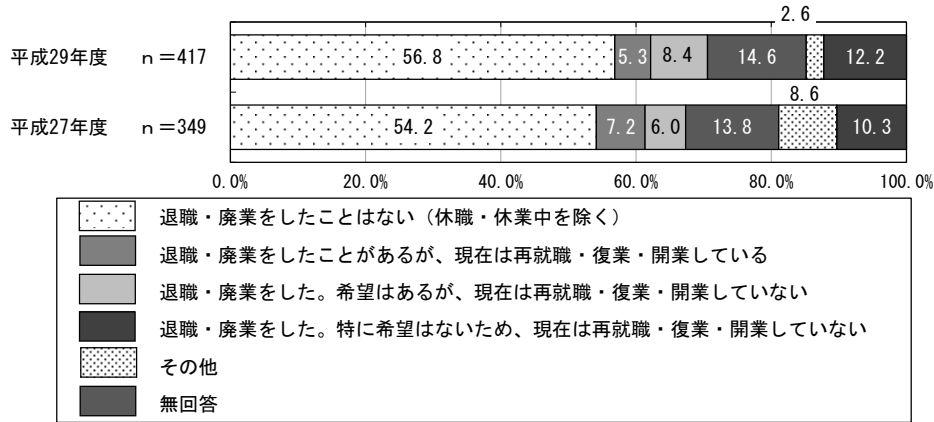 2.6
平成29年度 n=417 56.8 5.3 8.4 14.6 12.2
8.6
平成27年度 n=349 54.2 7.2 6.0 13.8 10.3
0.0% 20.0% 40.0% 60.0% 80.0% 100.0%
退職・廃業をしたことはない（休職・休業中を除く）
退職・廃業をしたことがあるが、現在は再就職・復業・開業している
退職・廃業をした。希望はあるが、現在は再就職・復業・開業していない
退職・廃業をした。特に希望はないため、現在は再就職・復業・開業していない
その他
無回答